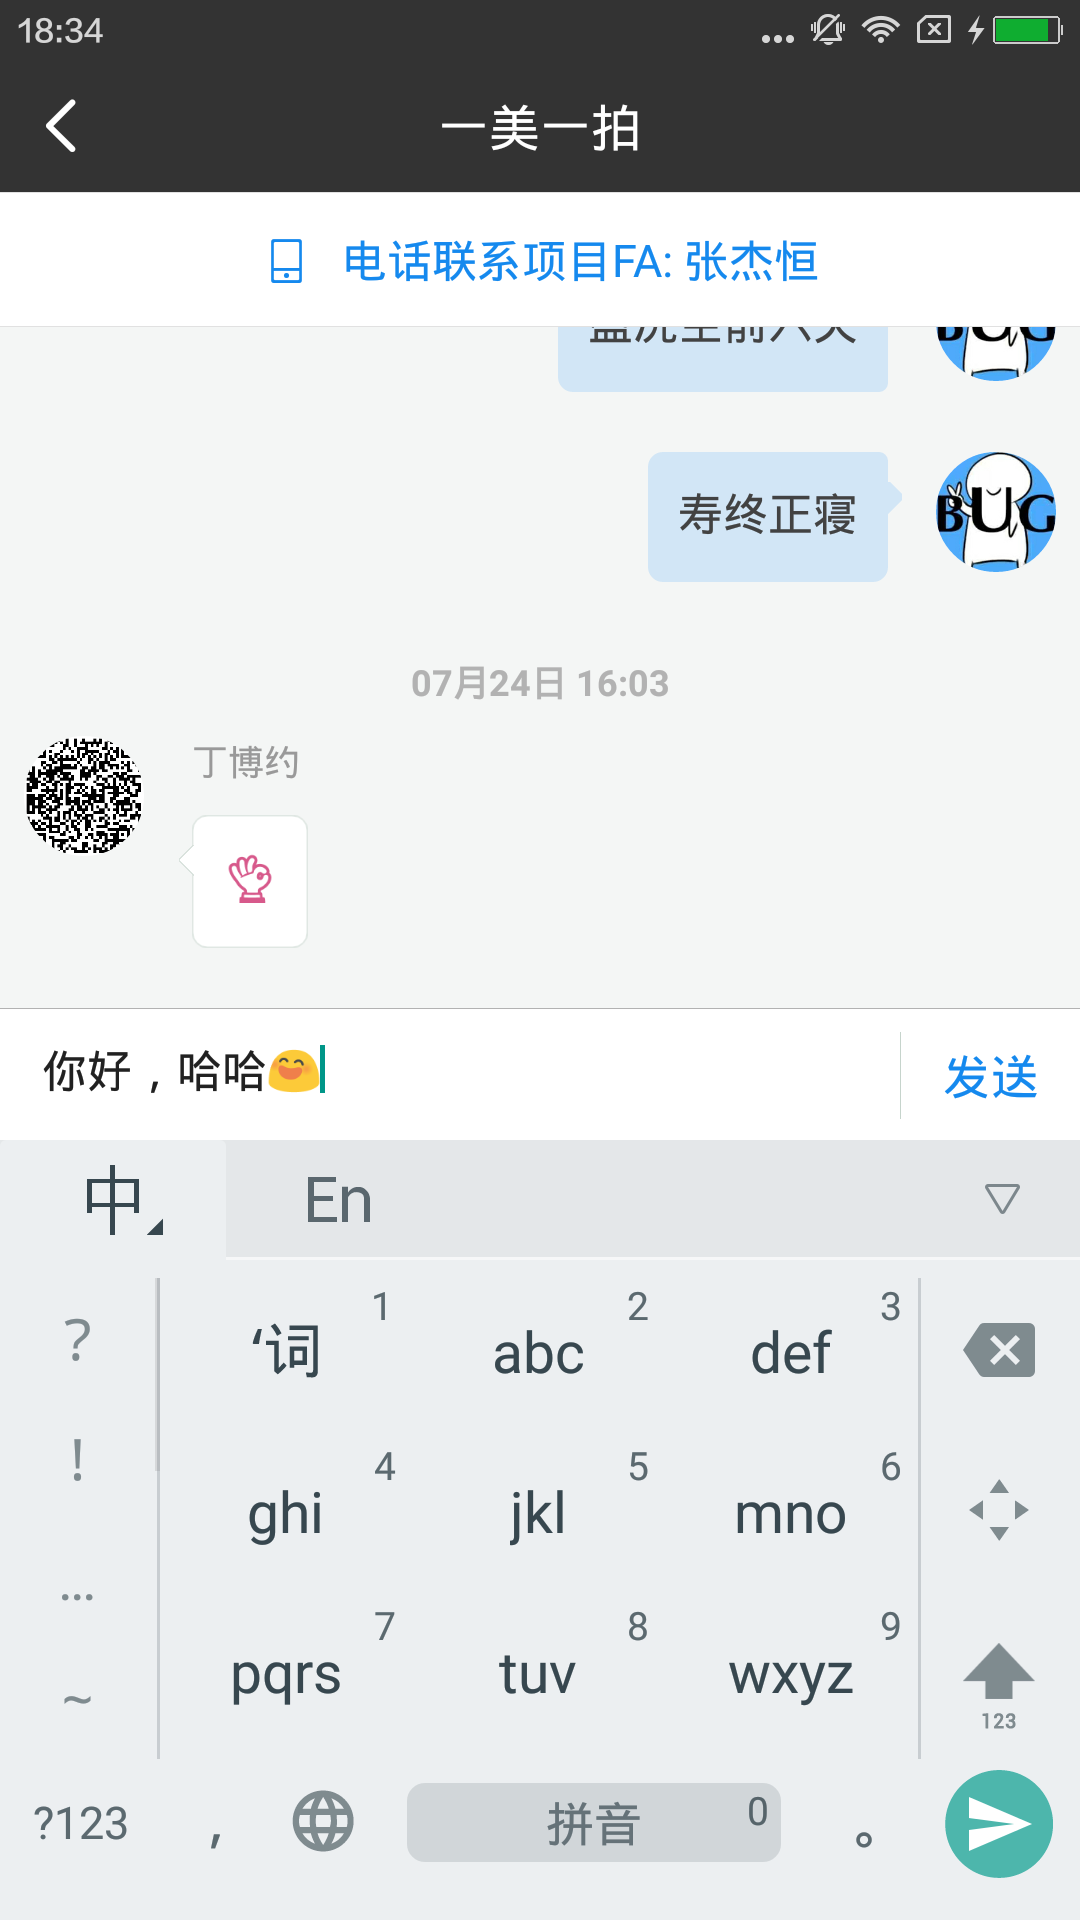 18:34
一美一拍
电话联系项目FA: 张杰恒
寿终正寝
BUG
07月24日 16:03
丁博约
你好，哈哈😄
发送
中
En
?
!
...
~
‘词
1
abc
2
def
3
ghi
4
jkl
5
mno
6
pqrs
7
tuv
8
wxyz
9
123
?123
,
拼音
0
。